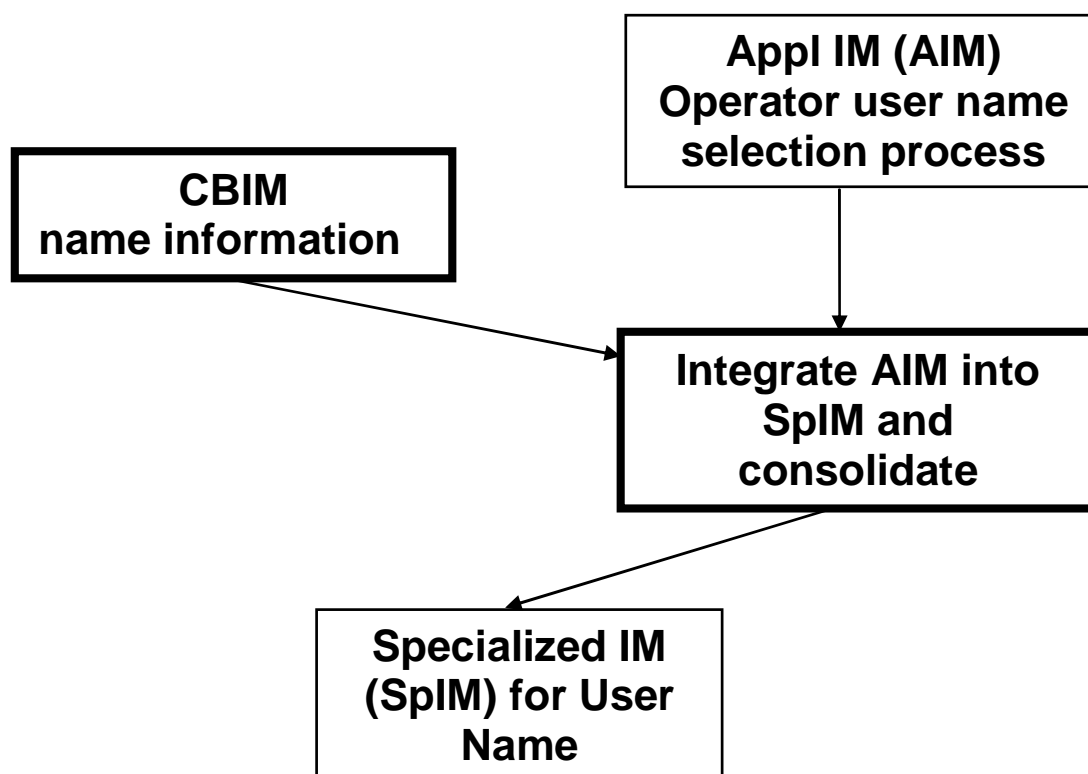 Appl IM (AIM)
Operator user name
selection process
CBIM
name information
Integrate AIM into
SpIM and
consolidate
Specialized IM
(SpIM) for User
Name